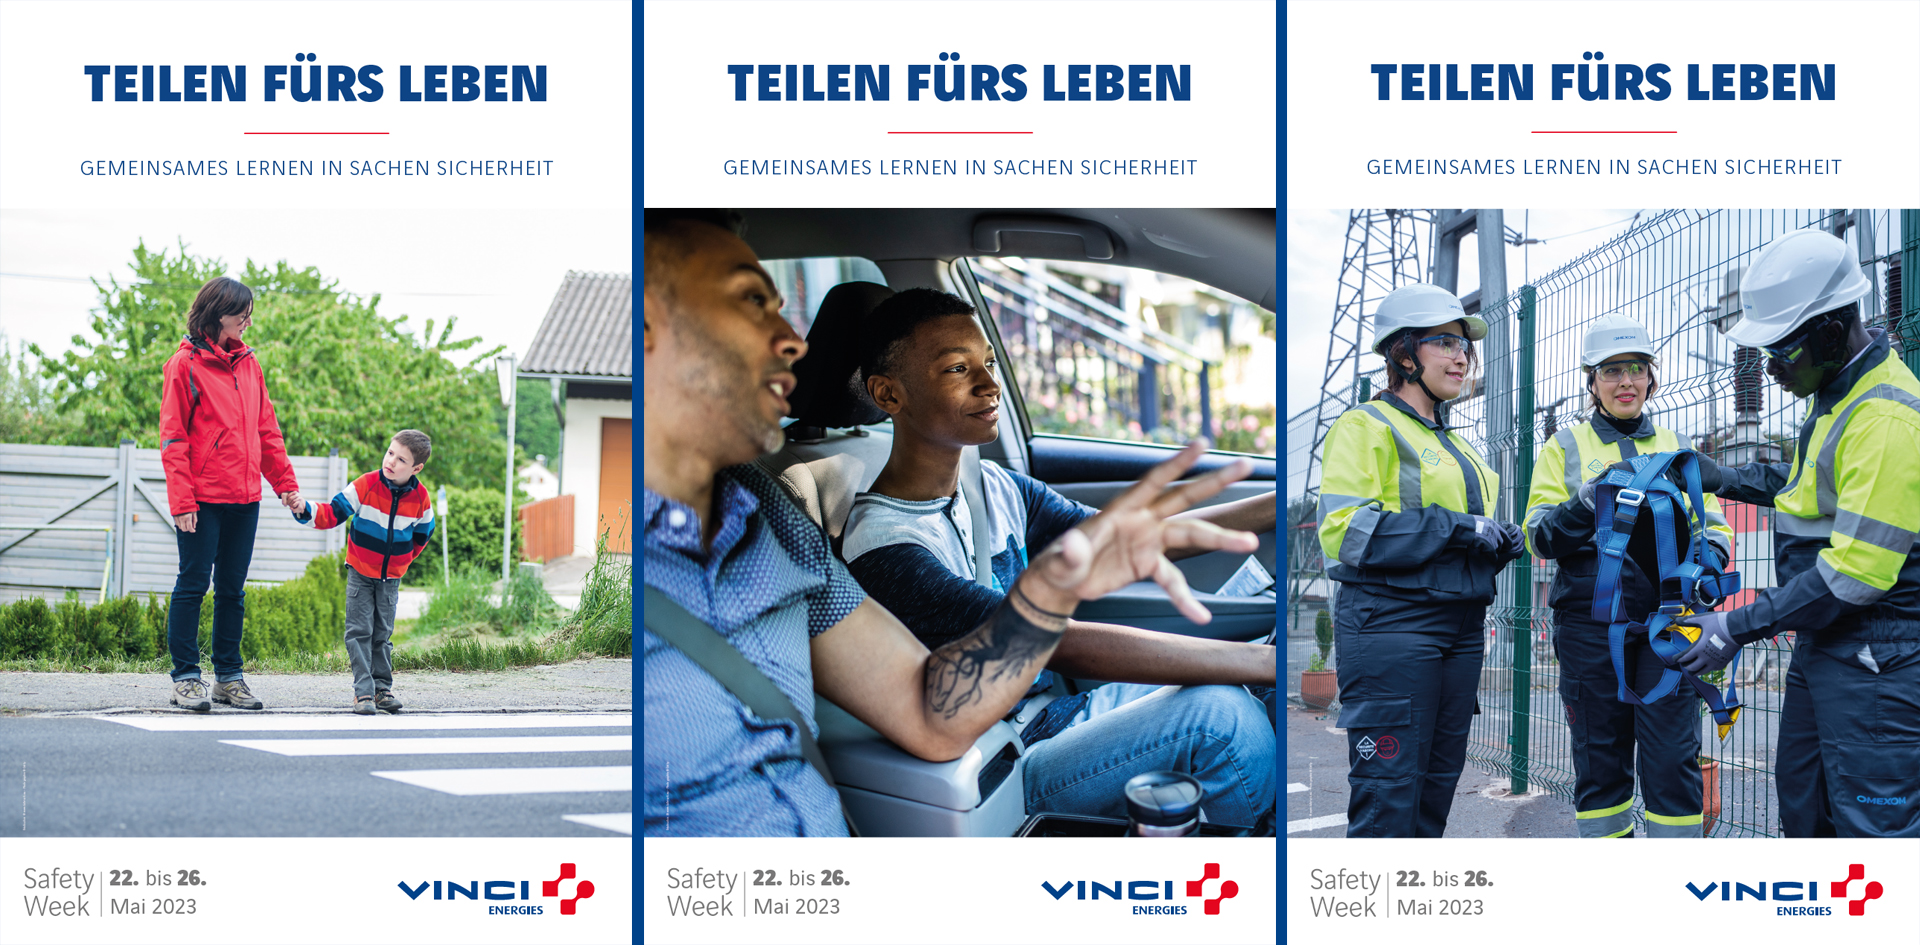 TEILEN FÜRS LEBEN
GEMEINSAMES LERNEN IN SACHEN SICHERHEIT
Safety Week
22. bis 26.
Mai 2023
VINCI
ENERGIES
TEILEN FÜRS LEBEN
GEMEINSAMES LERNEN IN SACHEN SICHERHEIT
Safety Week
22. bis 26.
Mai 2023
VINCI
ENERGIES
TEILEN FÜRS LEBEN
GEMEINSAMES LERNEN IN SACHEN SICHERHEIT
OMEXOM
OMEXOM
Safety Week
22. bis 26.
Mai 2023
VINCI
ENERGIES